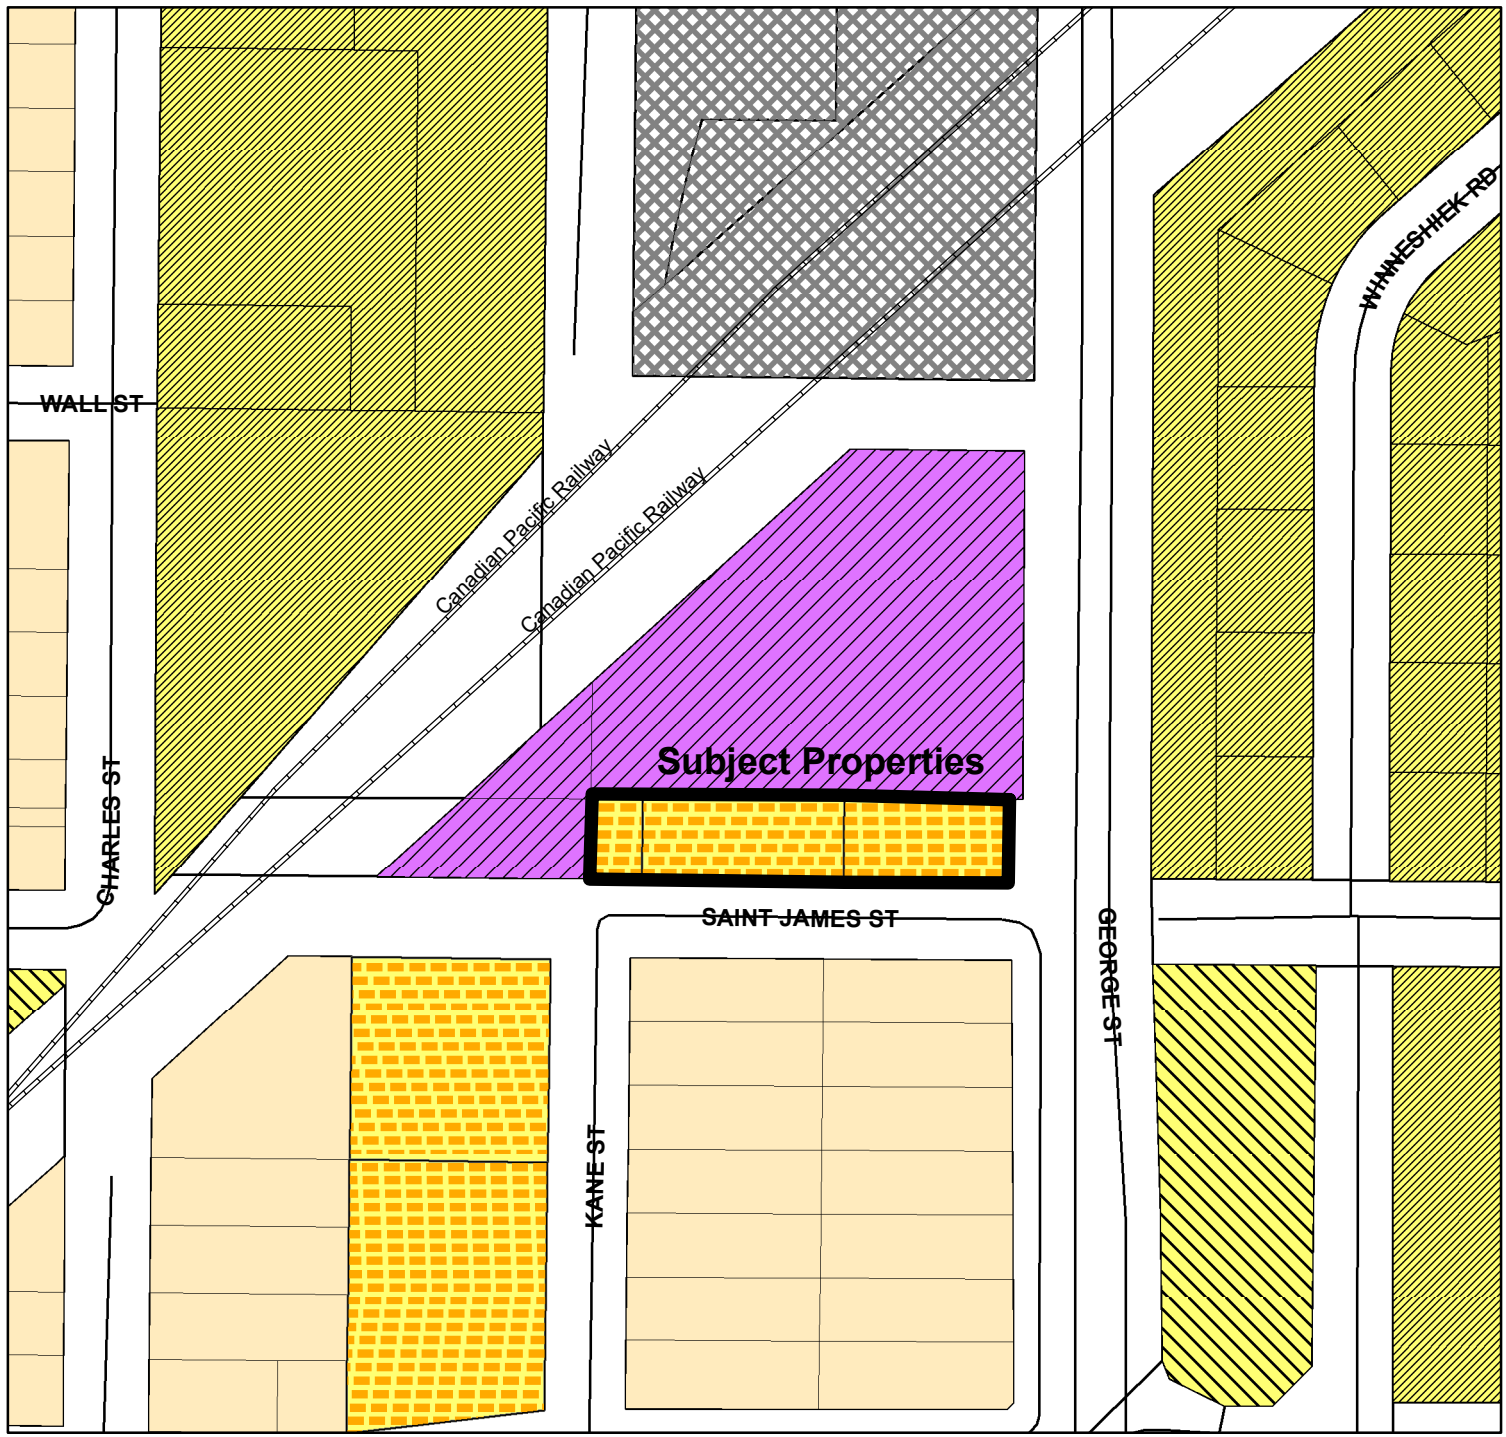 WINNESHIEK RD
WALL ST
Canadian Pacific Railway
Canadian Pacific Railway
Subject Properties
CHARLES ST
SAINT JAMES ST
GEORGE ST
KANE ST